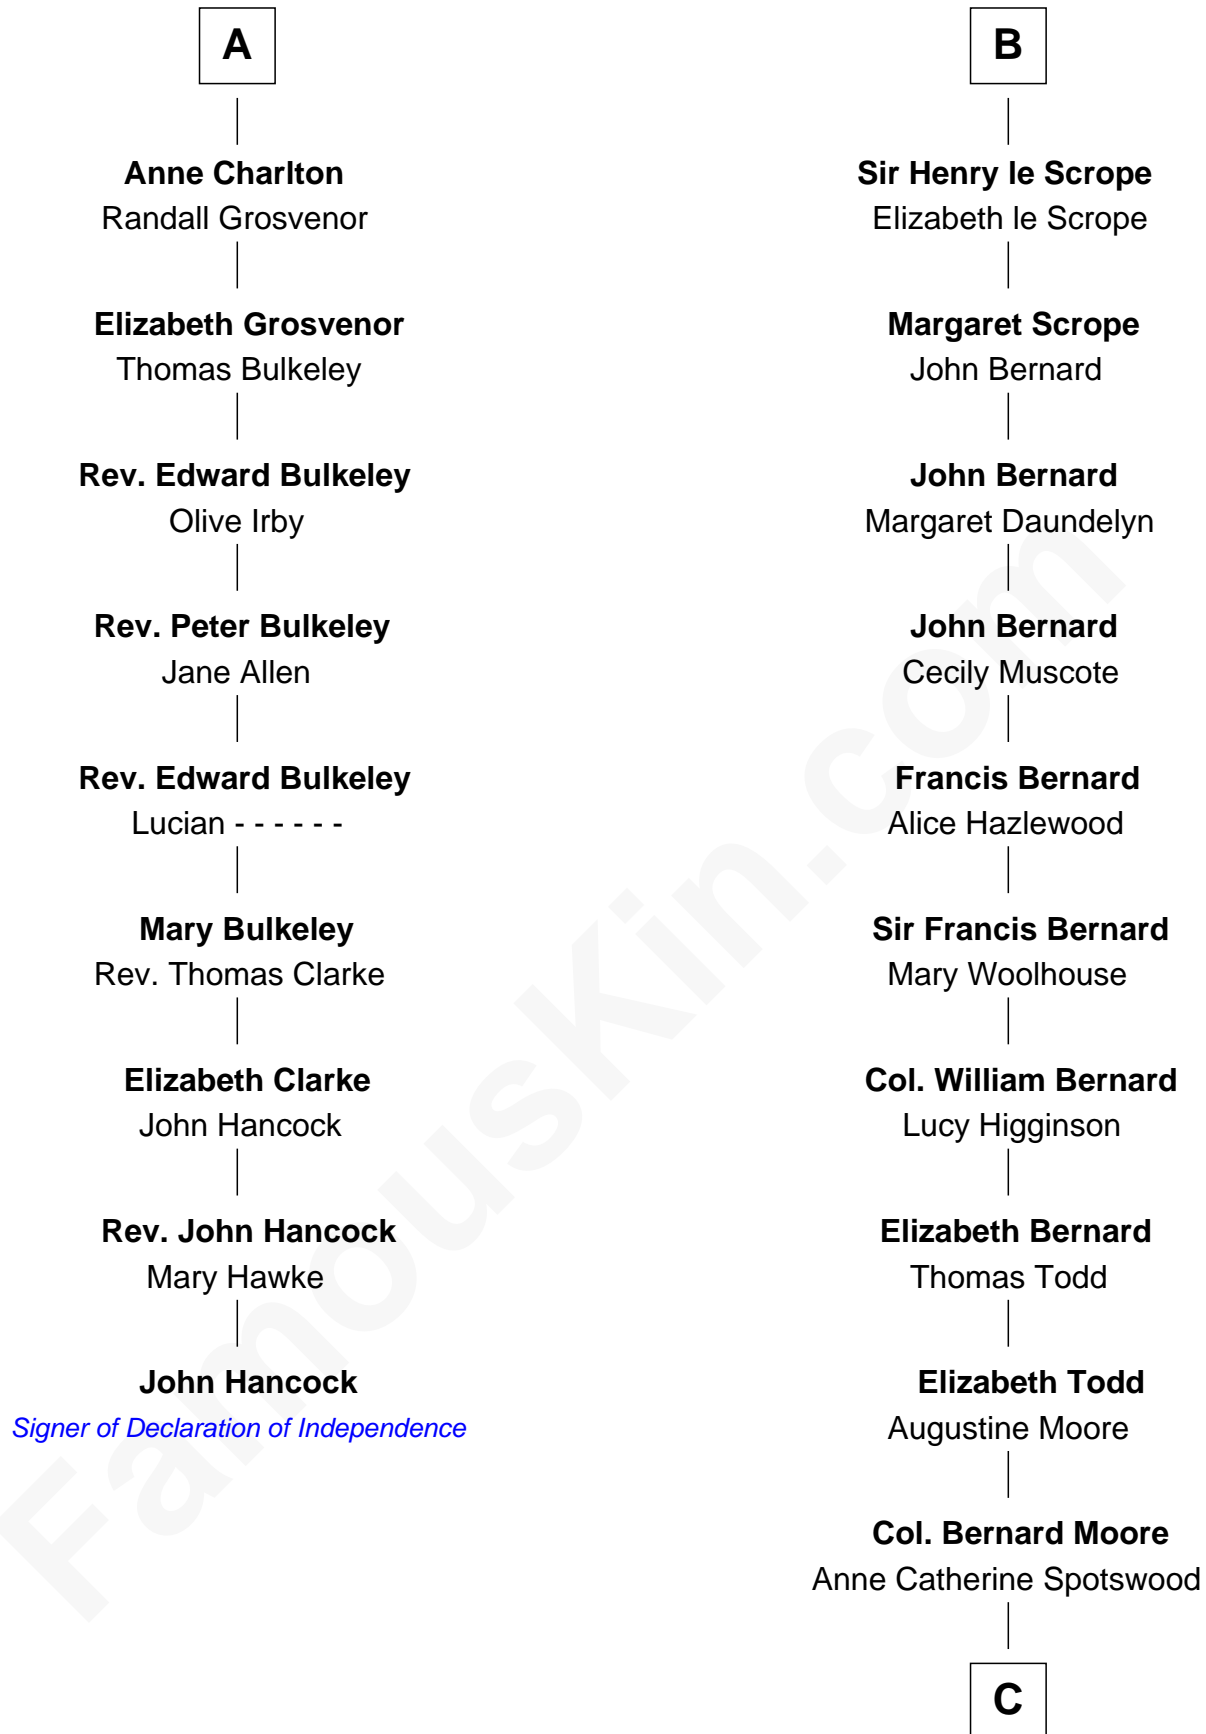 A
Anne Charlton
Randall Grosvenor
Elizabeth Grosvenor
Thomas Bulkeley
Rev. Edward Bulkeley
Olive Irby
Rev. Peter Bulkeley
Jane Allen
Rev. Edward Bulkeley
Lucian - - - - - -
Mary Bulkeley
Rev. Thomas Clarke
Elizabeth Clarke
John Hancock
Rev. John Hancock
Mary Hawke
John Hancock
Signer of Declaration of Independence
B
Sir Henry le Scrope
Elizabeth le Scrope
Margaret Scrope
John Bernard
John Bernard
Margaret Daundelyn
John Bernard
Cecily Muscote
Francis Bernard
Alice Hazlewood
Sir Francis Bernard
Mary Woolhouse
Col. William Bernard
Lucy Higginson
Elizabeth Bernard
Thomas Todd
Elizabeth Todd
Augustine Moore
Col. Bernard Moore
Anne Catherine Spotswood
C
FamousKin.com